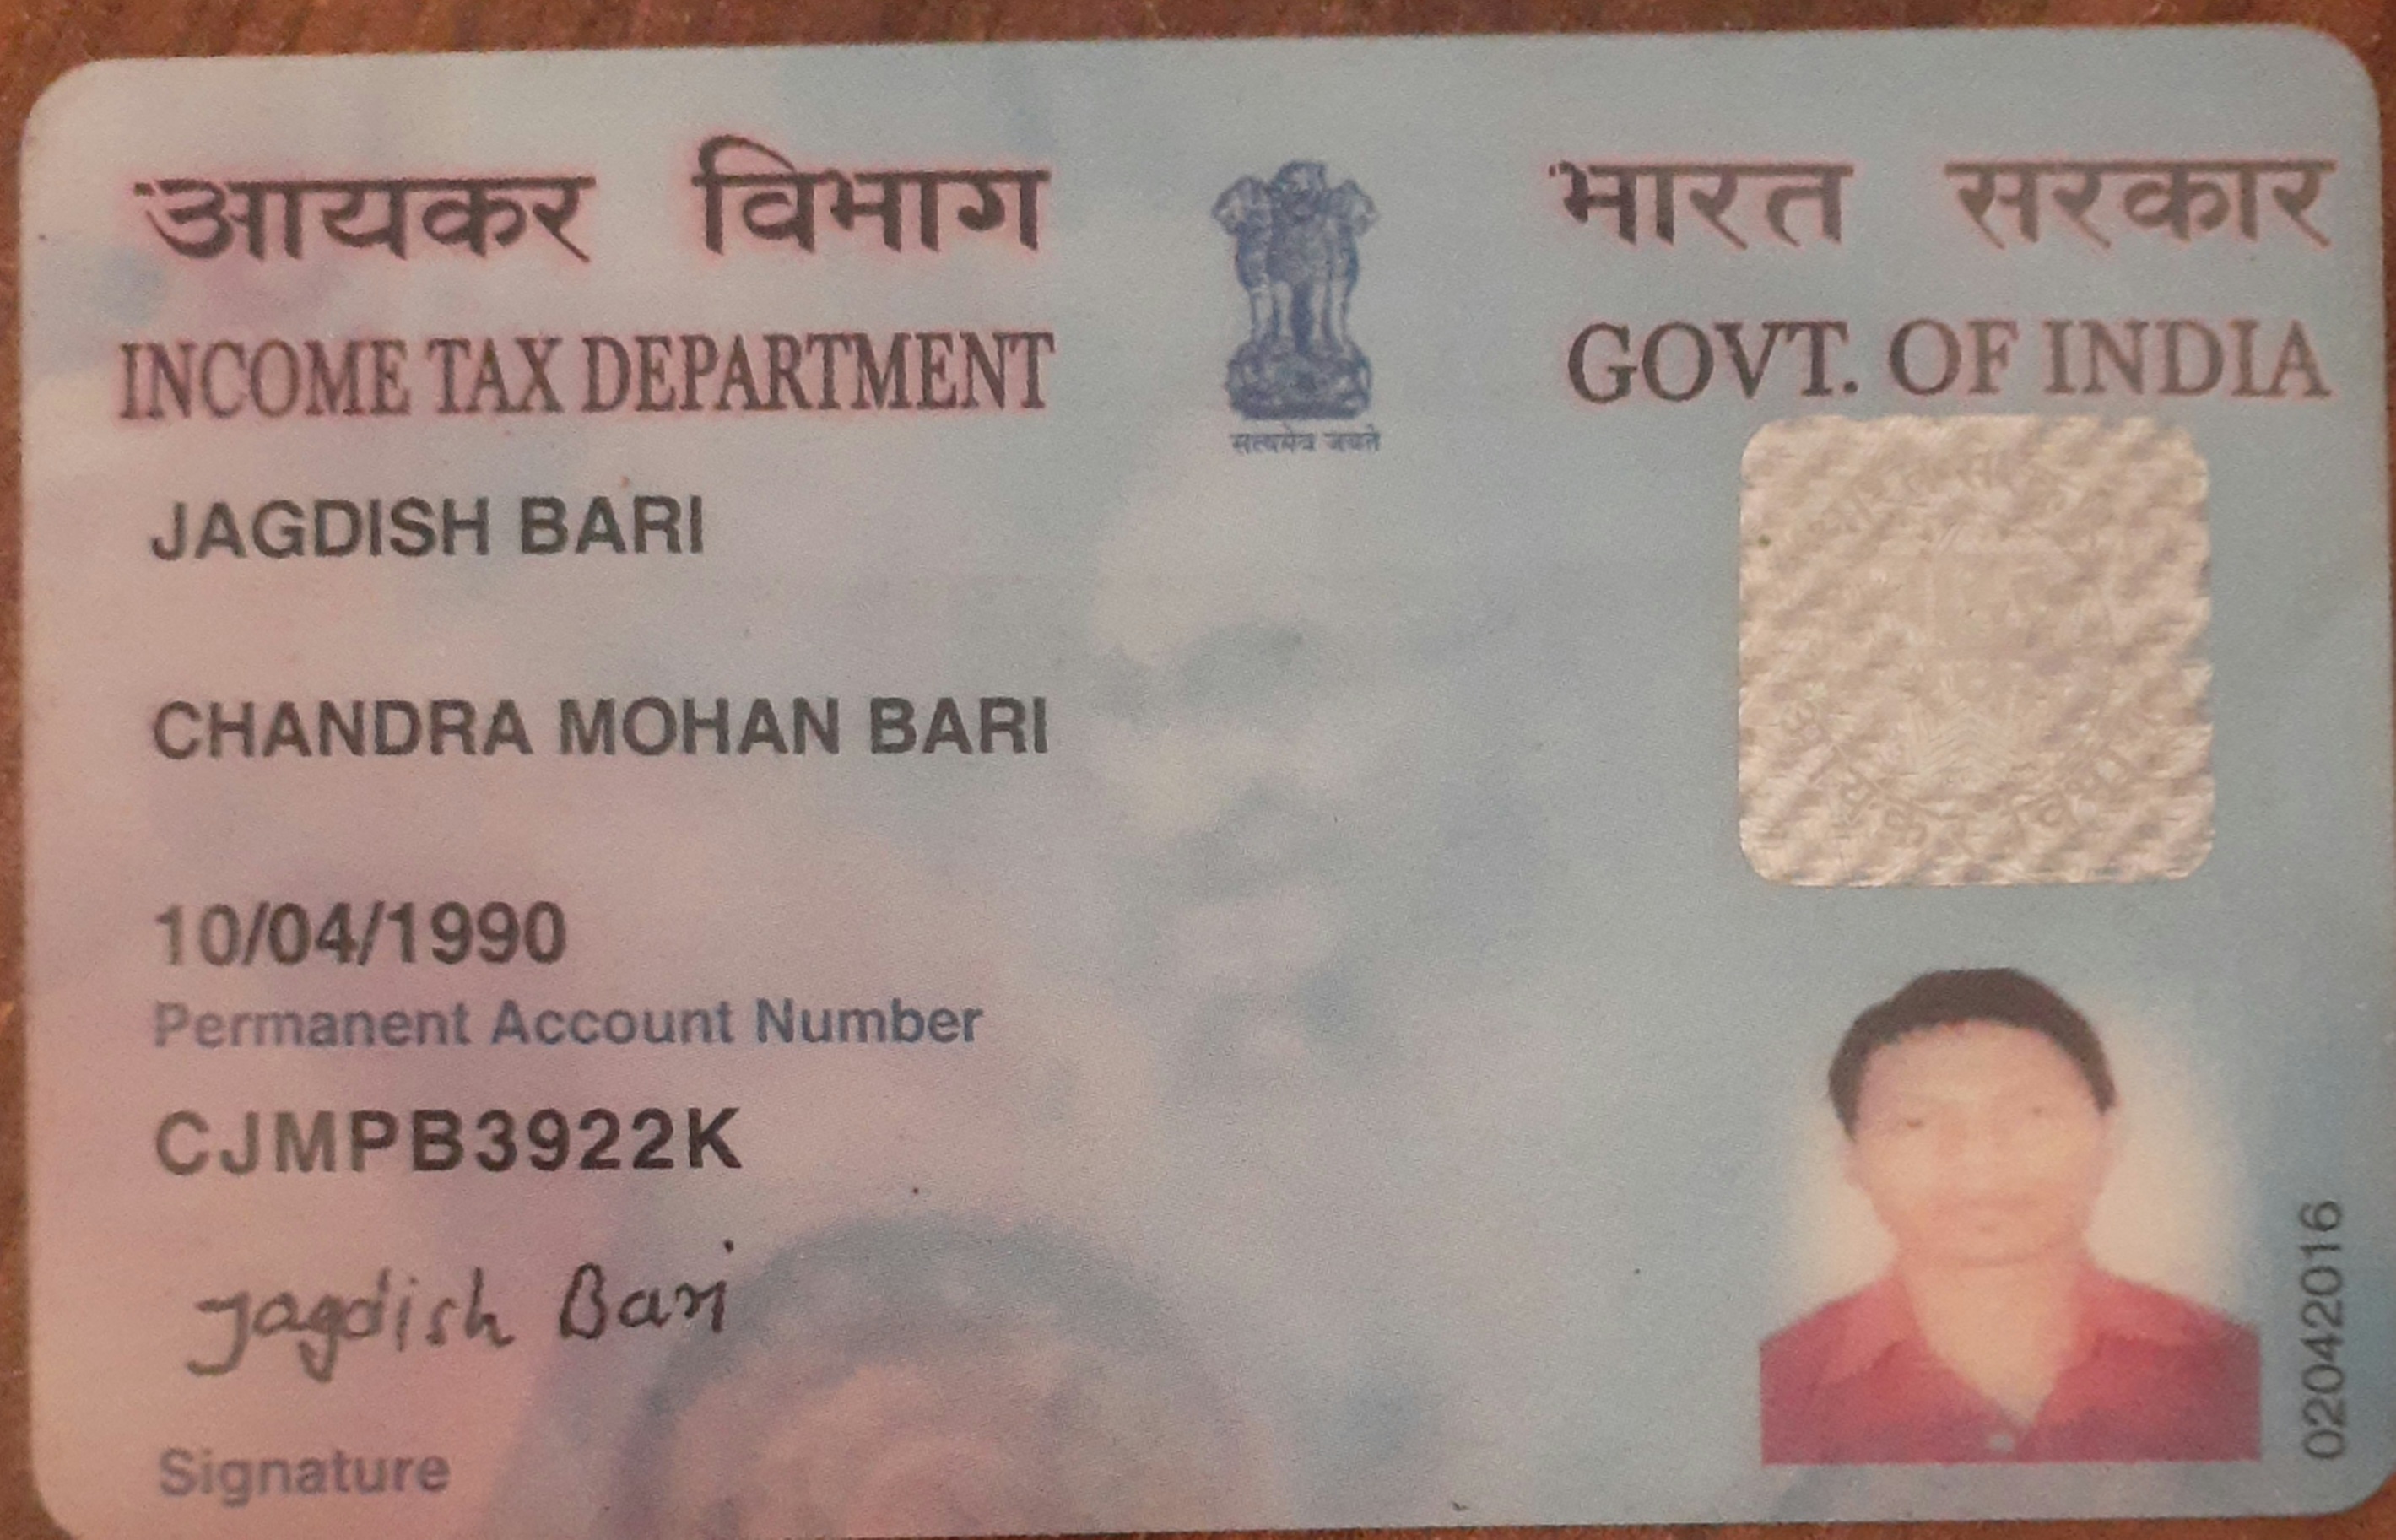 आयकर विभाग
INCOME TAX DEPARTMENT
सत्यमेव जयते
भारत सरकार
GOVT. OF INDIA
JAGDISH BARI
CHANDRA MOHAN BARI
10/04/1990
Permanent Account Number
CJMPB3922K
Jagdish Bari
Signature
02042016